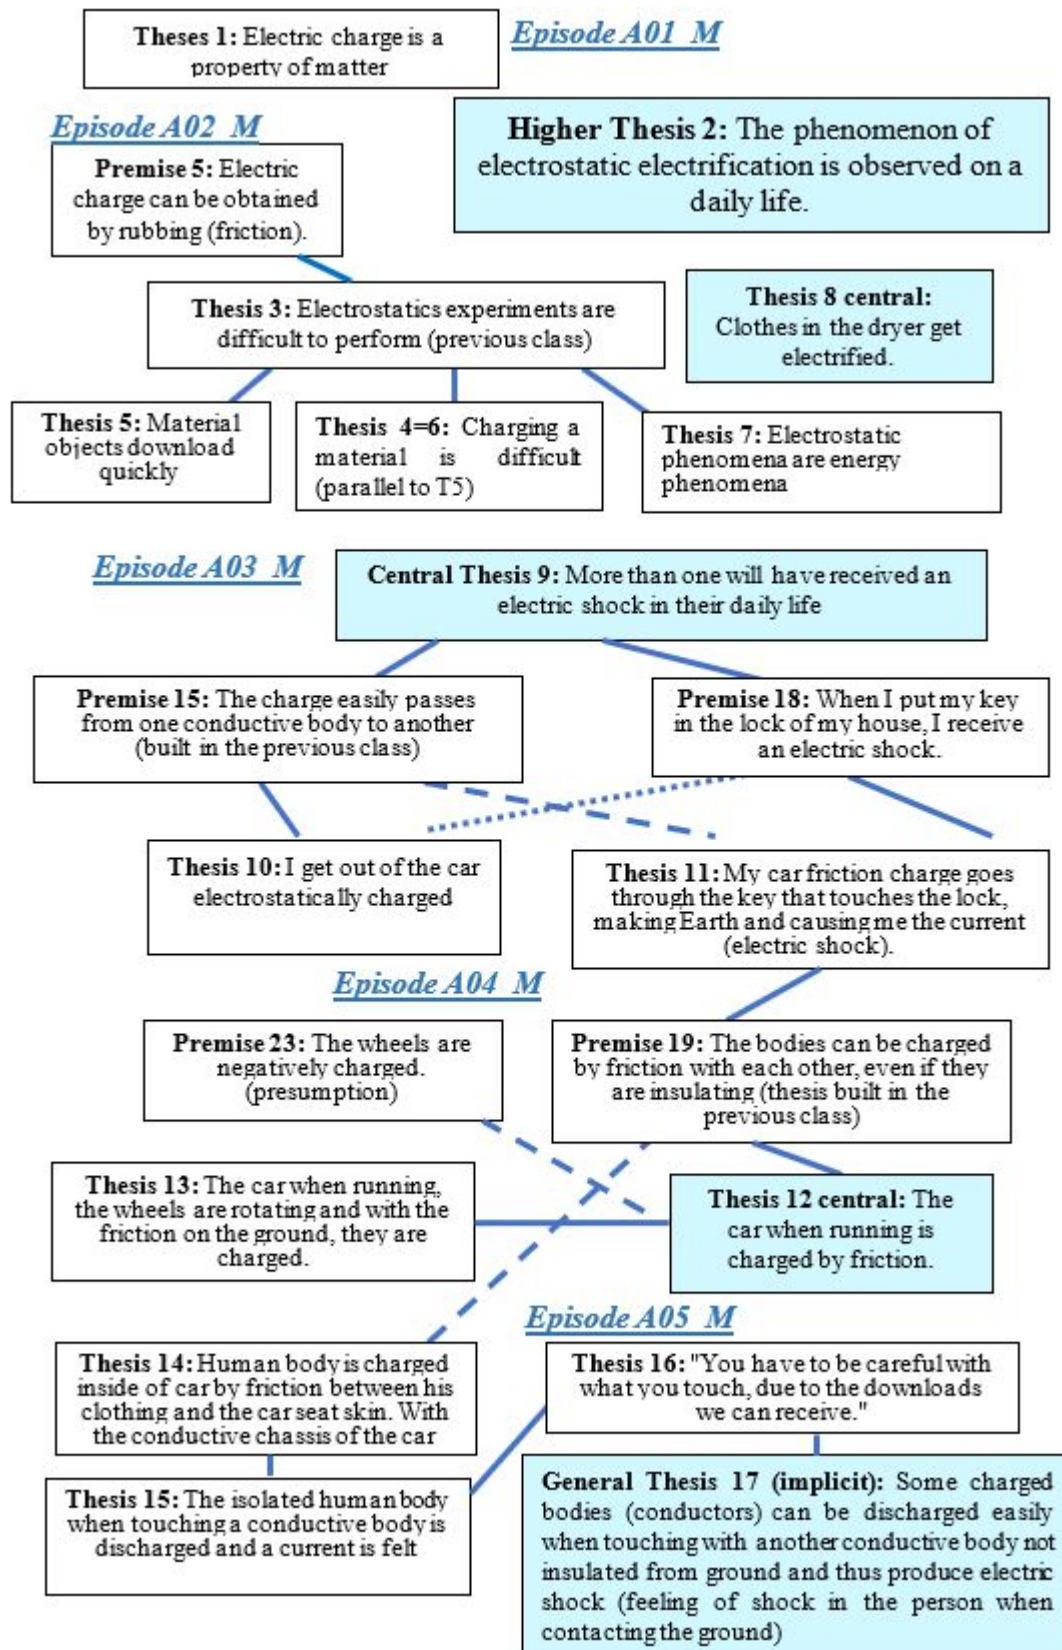 Theses 1: Electric charge is a
property of matter
Episode A01_M
Episode A02_M
Higher Thesis 2: The phenomenon of
electrostatic electrification is observed on a
daily life.
Premise 5: Electric
charge can be obtained
by rubbing (friction).
Thesis 3: Electrostatics experiments are
difficult to perform (previous class)
Thesis 8 central:
Clothes in the dryer get
electrified.
Thesis 5: Material
objects download
quickly
Thesis 4=6: Charging a
material is difficult
(parallel to T5)
Thesis 7: Electrostatic
phenomena are energy
phenomena
Episode A03_M
Central Thesis 9: More than one will have received an
electric shock in their daily life
Premise 15: The charge easily passes
from one conductive body to another
(built in the previous class)
Premise 18: When I put my key
in the lock of my house, I receive
an electric shock.
Thesis 10: I get out of the car
electrostatically charged
Thesis 11: My car friction charge goes
through the key that touches the lock,
making Earth and causing me the current
(electric shock).
Episode A04_M
Premise 23: The wheels are
negatively charged.
(presumption)
Premise 19: The bodies can be charged
by friction with each other, even if they
are insulating (thesis built in the
previous class)
Thesis 13: The car when running,
the wheels are rotating and with the
friction on the ground, they are
charged.
Thesis 12 central: The
car when running is
charged by friction.
Episode A05_M
Thesis 14: Human body is charged
inside of car by friction between his
clothing and the car seat skin. With
the conductive chassis of the car
Thesis 16: "You have to be careful with
what you touch, due to the downloads
we can receive."
Thesis 15: The isolated human body
when touching a conductive body is
discharged and a current is felt
General Thesis 17 (implicit): Some charged
bodies (conductors) can be discharged easily
when touching with another conductive body not
insulated from ground and thus produce electric
shock (feeling of shock in the person when
contacting the ground)